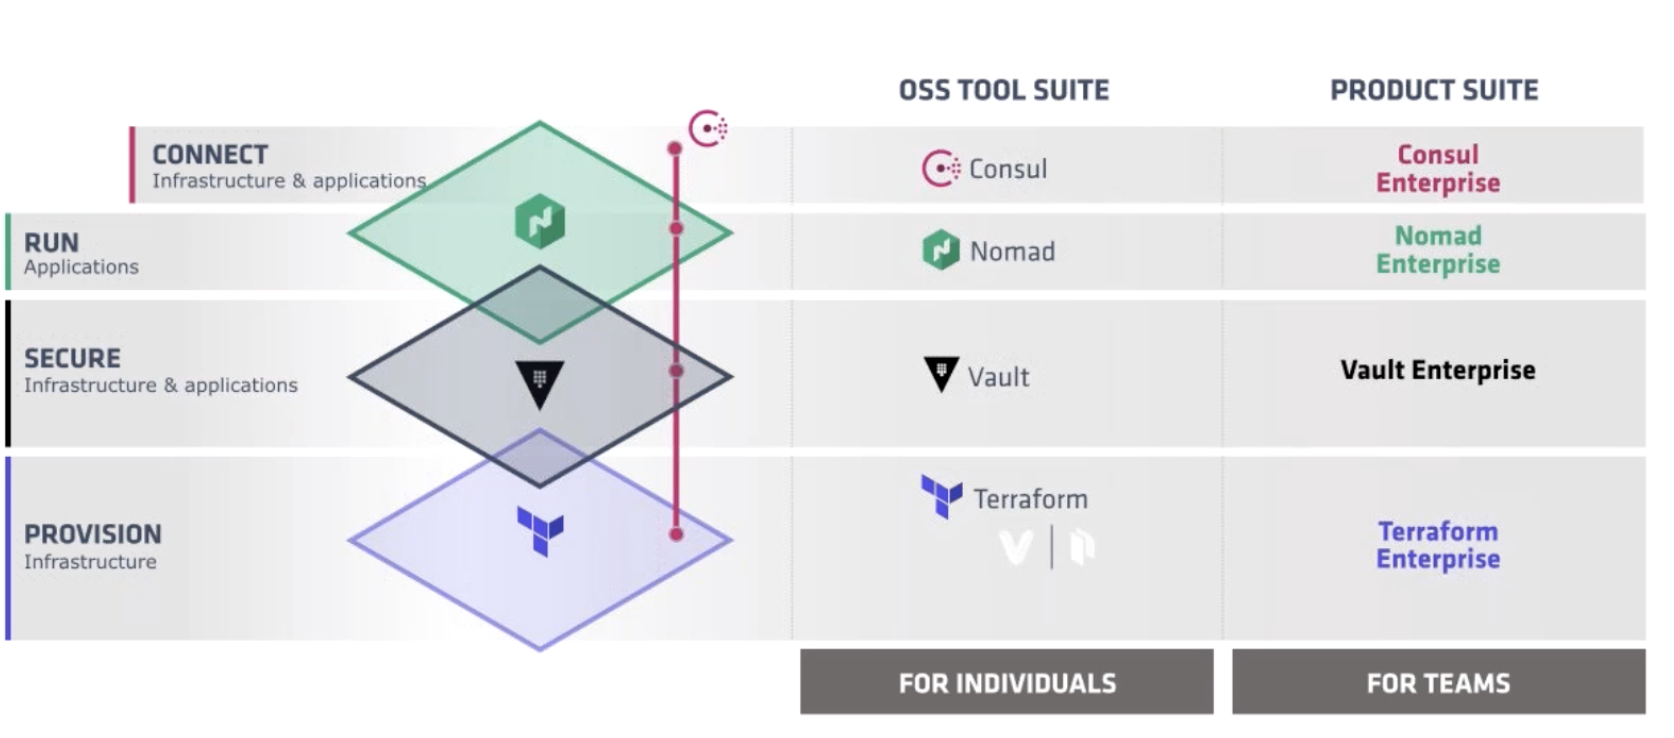 OSS TOOL SUITE
PRODUCT SUITE
CONNECT
Infrastructure & applications
Consul
Consul
Enterprise
RUN
Applications
Nomad
Nomad
Enterprise
SECURE
Infrastructure & applications
Vault
Vault Enterprise
PROVISION
Infrastructure
Terraform
Terraform
Enterprise
FOR INDIVIDUALS
FOR TEAMS